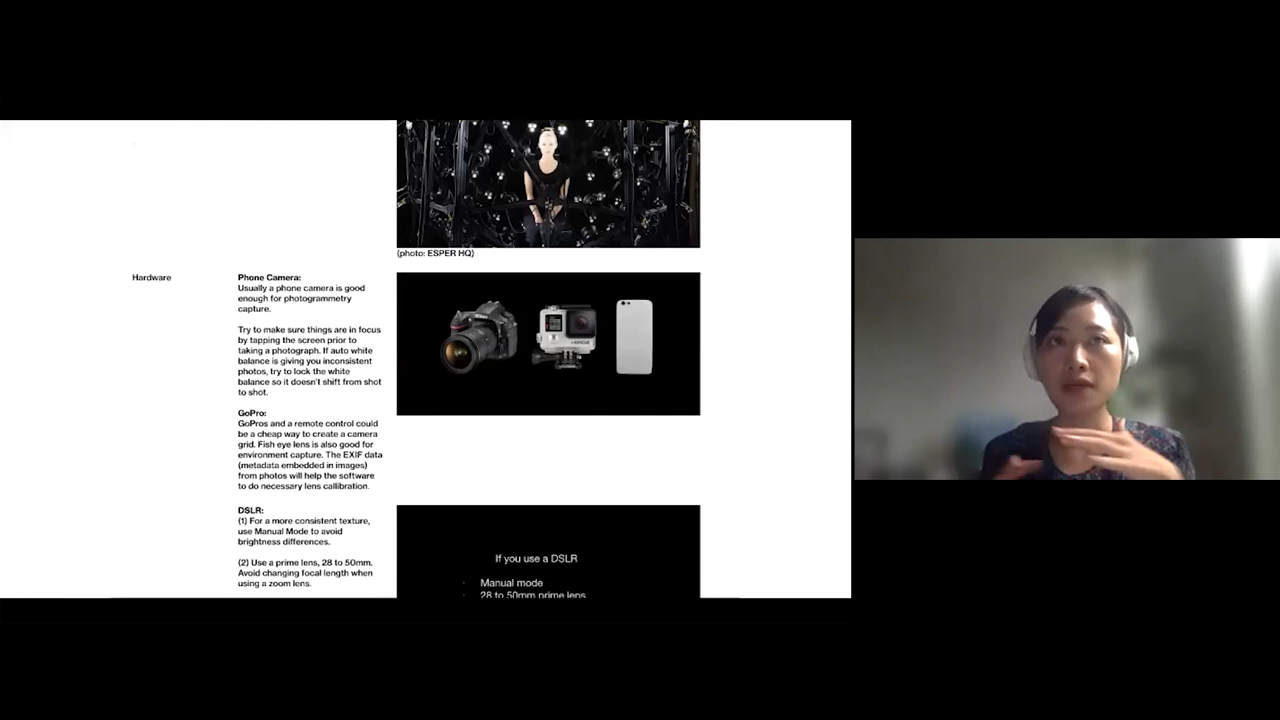 (photo: ESPER HQ)
Hardware
Phone Camera:
Usually a phone camera is good
enough for photogrammetry
capture.
Try to make sure things are in focus
by tapping the screen prior to
taking a photograph. If auto white
balance is giving you inconsistent
photos, try to lock the white
balance so it doesn't shift from shot
to shot.
GoPro:
GoPros and a remote control could
be a cheap way to create a camera
grid. Fish eye lens is also good for
environment capture. The EXIF data
(metadata embedded in images)
from photos will help the software
to do necessary lens callibration.
DSLR:
(1) For a more consistent texture,
use Manual Mode to avoid
brightness differences.
(2) Use a prime lens, 28 to 50mm.
Avoid changing focal length when
using a zoom lens.
If you use a DSLR
· Manual mode
· 28 to 50mm prime lens